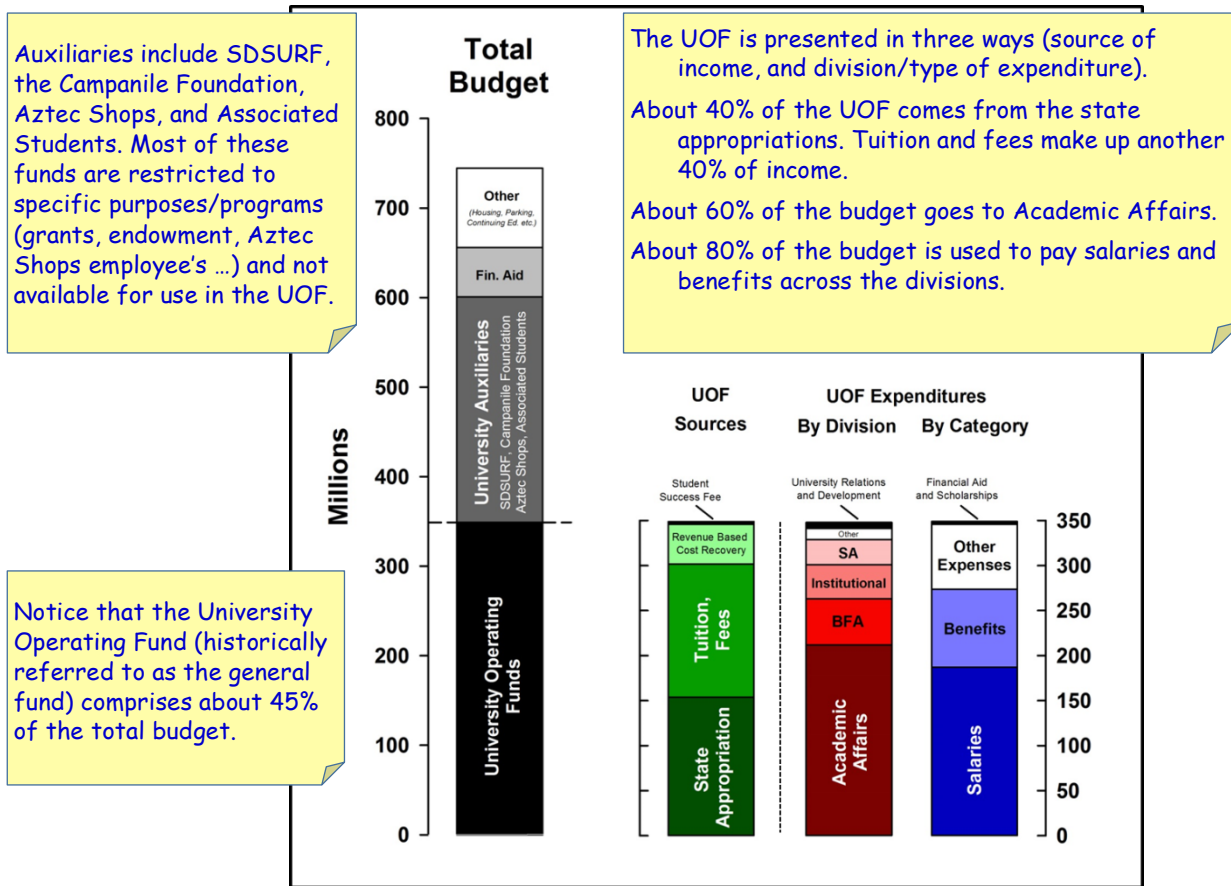 Auxiliaries include SDSURF,
the Campanile Foundation,
Aztec Shops, and Associated
Students. Most of these
funds are restricted to
specific purposes/programs
(grants, endowment, Aztec
Shops employee's …) and not
available for use in the UOF.
Notice that the University
Operating Fund (historically
referred to as the general
fund) comprises about 45%
of the total budget.
Total
Budget
Millions
800
700
600
500
400
300
200
100
0
Other
(Housing, Parking,
Continuing Ed. etc.)
Fin. Aid
University Auxiliaries
SDSURF, Campanile Foundation
Aztec Shops, Associated Students
University Operating
Funds
The UOF is presented in three ways (source of
income, and division/type of expenditure).
About 40% of the UOF comes from the state
appropriations. Tuition and fees make up another
40% of income.
About 60% of the budget goes to Academic Affairs.
About 80% of the budget is used to pay salaries and
benefits across the divisions.
UOF
Sources
UOF Expenditures
By Division
By Category
Student
Success Fee
Revenue Based
Cost Recovery
Tuition,
Fees
State
Appropriation
University Relations
and Development
Other
SA
Institutional
BFA
Academic
Affairs
Financial Aid
and Scholarships
Other
Expenses
Benefits
Salaries
350
300
250
200
150
100
50
0